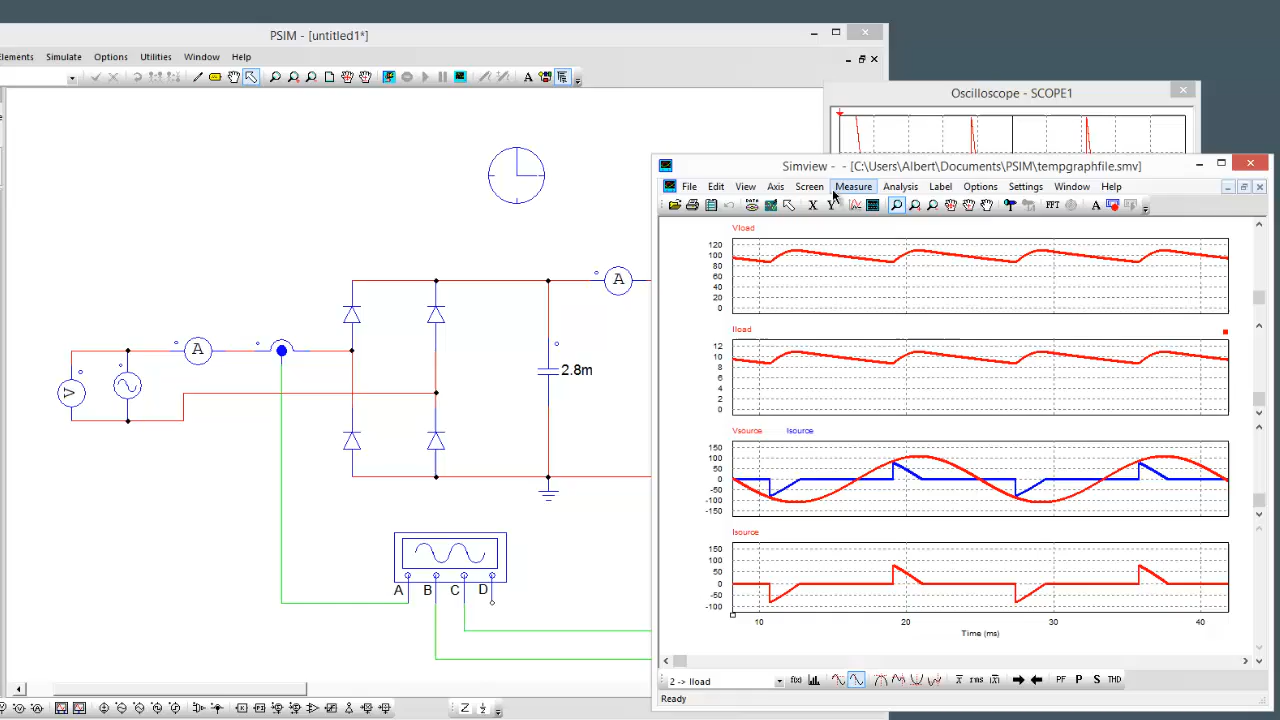 PSIM - [untitled1*]
Elements Simulate Options Utilities Window Help
A
Oscilloscope - SCOPE1
Simview - - [C:\Users\Albert\Documents\PSIM\tempgraphfile.smv]
File Edit View Axis Screen Measure Analysis Label Options Settings Window Help
X Y FFT A
Vload
120
100
80
60
40
20
0
Iload
12
10
8
6
4
2
0
Vsource Isource
150
100
50
0
-50
-100
-150
Isource
150
100
50
0
-50
-100
10 20 30 40
Time (ms)
2 -> Iload
f(x) x rms |x| PF P S THD
Ready
A
A
V
2.8m
A B C D
Z